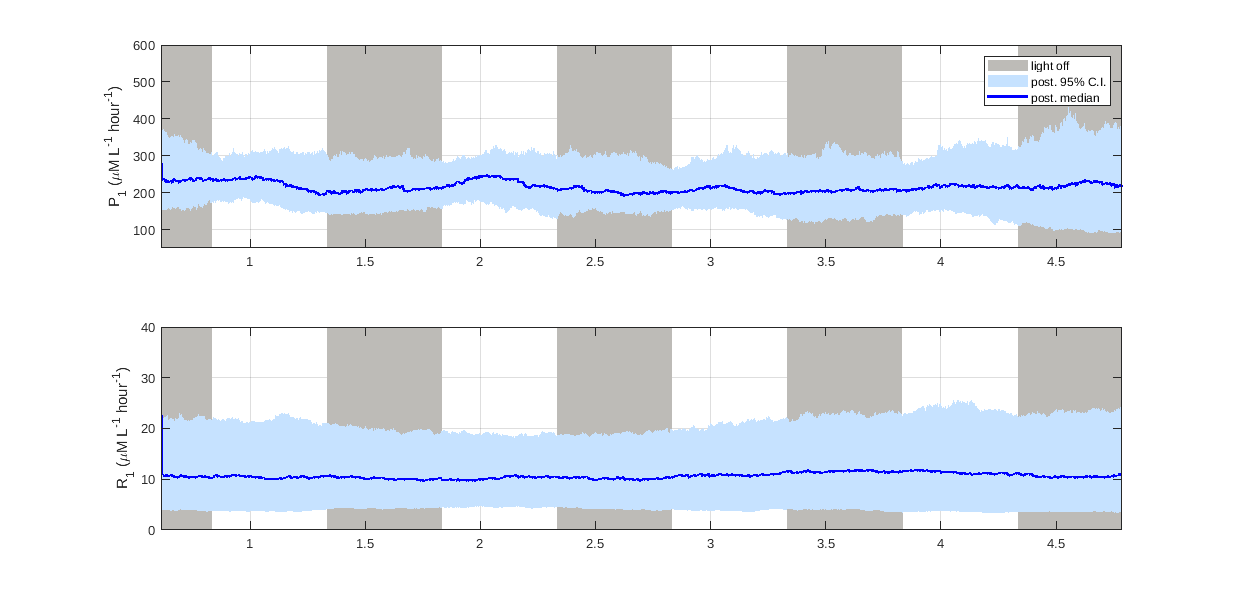 600
500
400
300
200
100
P_1 (μM L^-1 hour^-1)
light off
post. 95% C.I.
post. median
1 1.5 2 2.5 3 3.5 4 4.5
40
30
20
10
0
R_1 (μM L^-1 hour^-1)
1 1.5 2 2.5 3 3.5 4 4.5